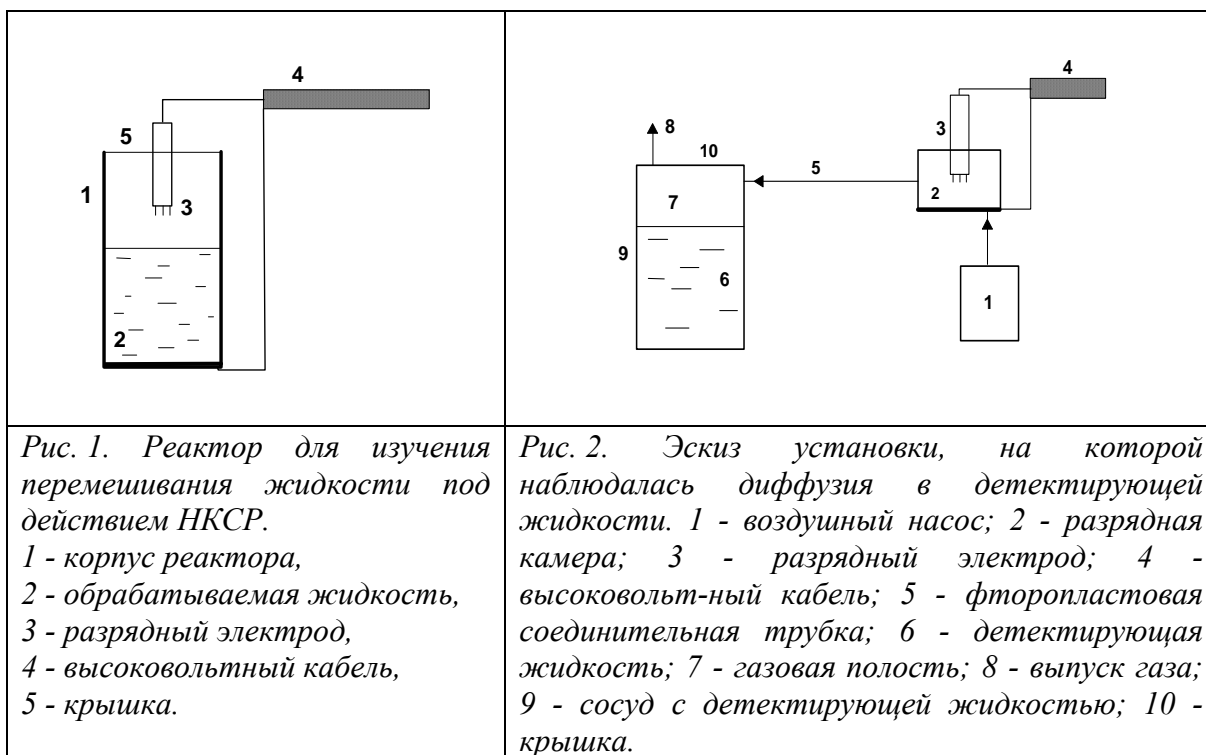 4
5
1
3
2
4
8
10
3
5
2
7
9
6
1
Рис. 1. Реактор для изучения
перемешивания жидкости под
действием НКСР.
1 - корпус реактора,
2 - обрабатываемая жидкость,
3 - разрядный электрод,
4 - высоковольтный кабель,
5 - крышка.
Рис. 2. Эскиз установки, на которой
наблюдалась диффузия в детектирующей
жидкости. 1 - воздушный насос; 2 - разрядная
камера; 3 - разрядный электрод; 4 -
высоковольт-ный кабель; 5 - фторопластовая
соединительная трубка; 6 - детектирующая
жидкость; 7 - газовая полость; 8 - выпуск газа;
9 - сосуд с детектирующей жидкостью; 10 -
крышка.